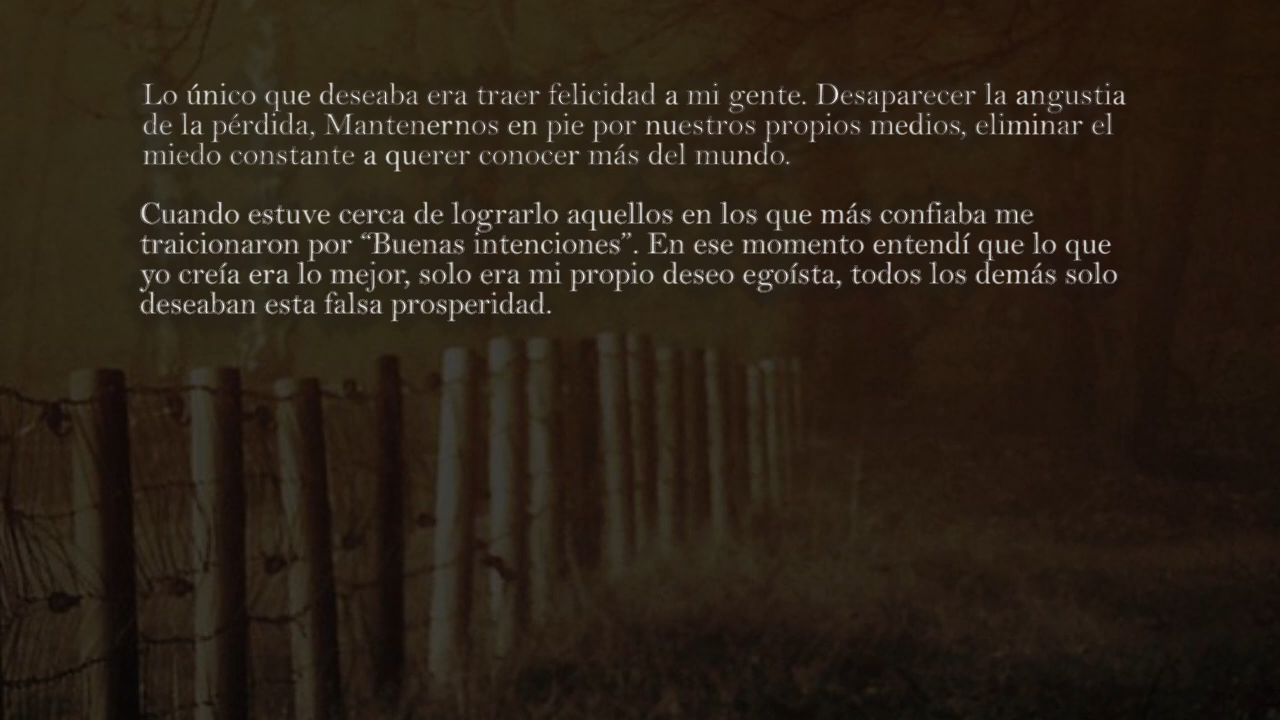 Lo único que deseaba era traer felicidad a mi gente. Desaparecer la angustia
de la pérdida, Mantenernos en pie por nuestros propios medios, eliminar el
miedo constante a querer conocer más del mundo.
Cuando estuve cerca de lograrlo aquellos en los que más confiaba me
traicionaron por “Buenas intenciones”. En ese momento entendí que lo que
yo creía era lo mejor, solo era mi propio deseo egoísta, todos los demás solo
deseaban esta falsa prosperidad.